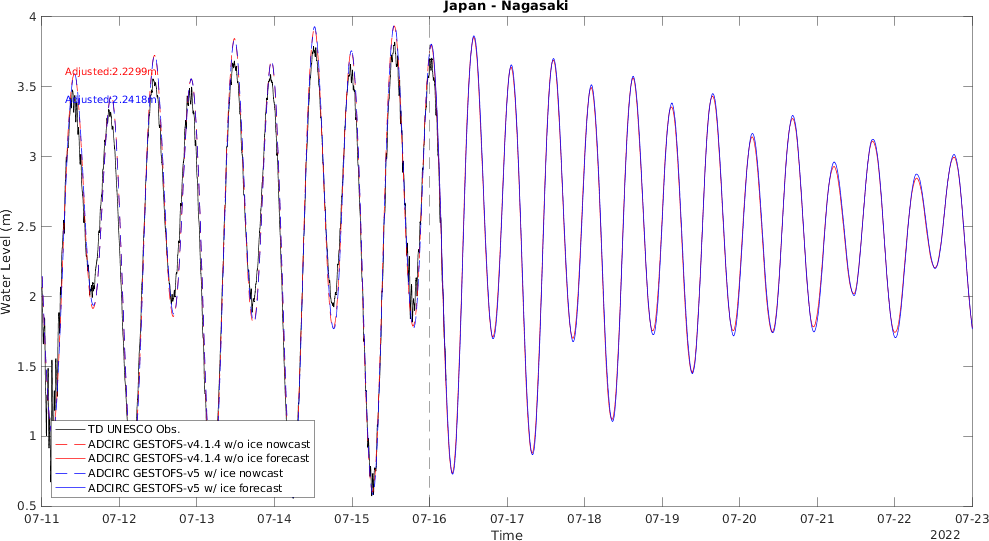 Japan - Nagasaki
4
3.5
3
2.5
2
1.5
1
0.5
Water Level (m)
Adjusted:2.2299m
Adjusted:2.2418m
TD UNESCO Obs.
ADCIRC GESTOFS-v4.1.4 w/o ice nowcast
ADCIRC GESTOFS-v4.1.4 w/o ice forecast
ADCIRC GESTOFS-v5 w/ ice nowcast
ADCIRC GESTOFS-v5 w/ ice forecast
07-11 07-12 07-13 07-14 07-15 07-16 07-17 07-18 07-19 07-20 07-21 07-22 07-23
Time
2022